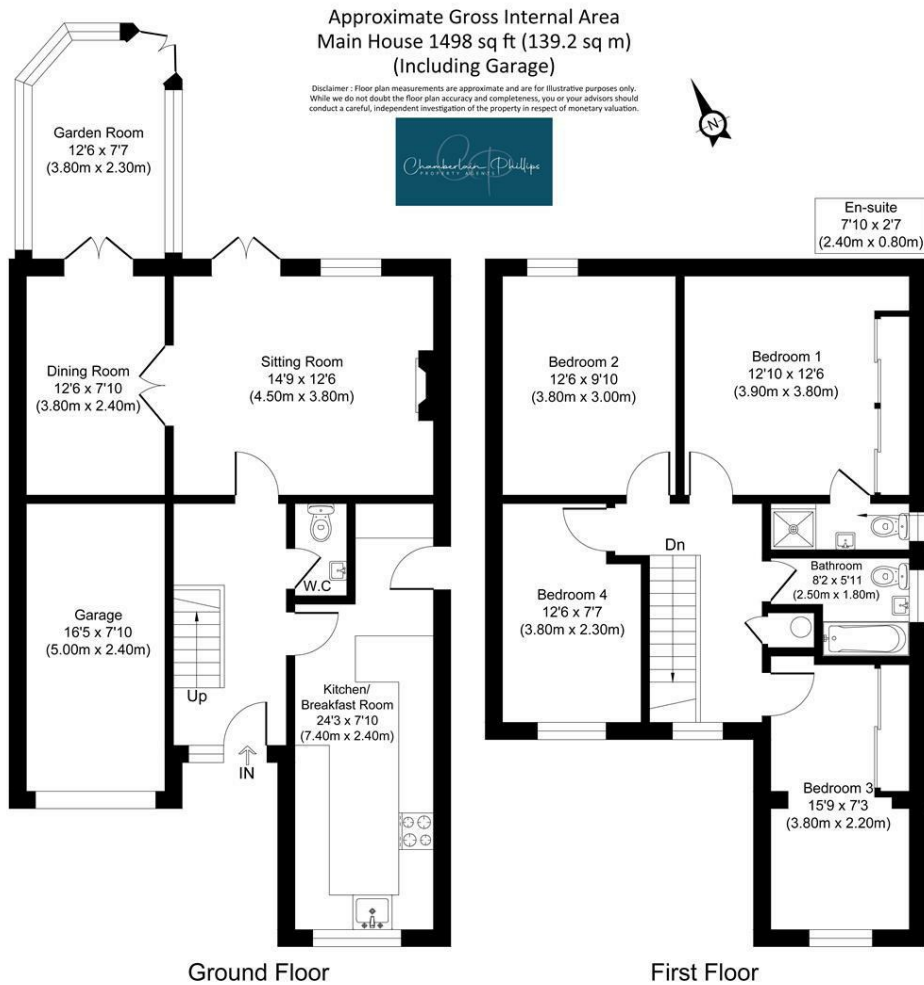 Approximate Gross Internal Area
Main House 1498 sq ft (139.2 sq m)
(Including Garage)
Disclaimer : Floor plan measurements are approximate and are for Illustrative purposes only.
While we do not doubt the floor plan accuracy and completeness, you or your advisors should
conduct a careful, independent investigation of the property in respect of monetary valuation.
Chamberlain Phillips
PROPERTY AGENTS
N
Garden Room
12'6 x 7'7
(3.80m x 2.30m)
Dining Room
12'6 x 7'10
(3.80m x 2.40m)
Sitting Room
14'9 x 12'6
(4.50m x 3.80m)
W.C
Garage
16'5 x 7'10
(5.00m x 2.40m)
Up
IN
Kitchen/
Breakfast Room
24'3 x 7'10
(7.40m x 2.40m)
Ground Floor
En-suite
7'10 x 2'7
(2.40m x 0.80m)
Bedroom 2
12'6 x 9'10
(3.80m x 3.00m)
Bedroom 1
12'10 x 12'6
(3.90m x 3.80m)
Dn
Bathroom
8'2 x 5'11
(2.50m x 1.80m)
Bedroom 4
12'6 x 7'7
(3.80m x 2.30m)
Bedroom 3
15'9 x 7'3
(3.80m x 2.20m)
First Floor